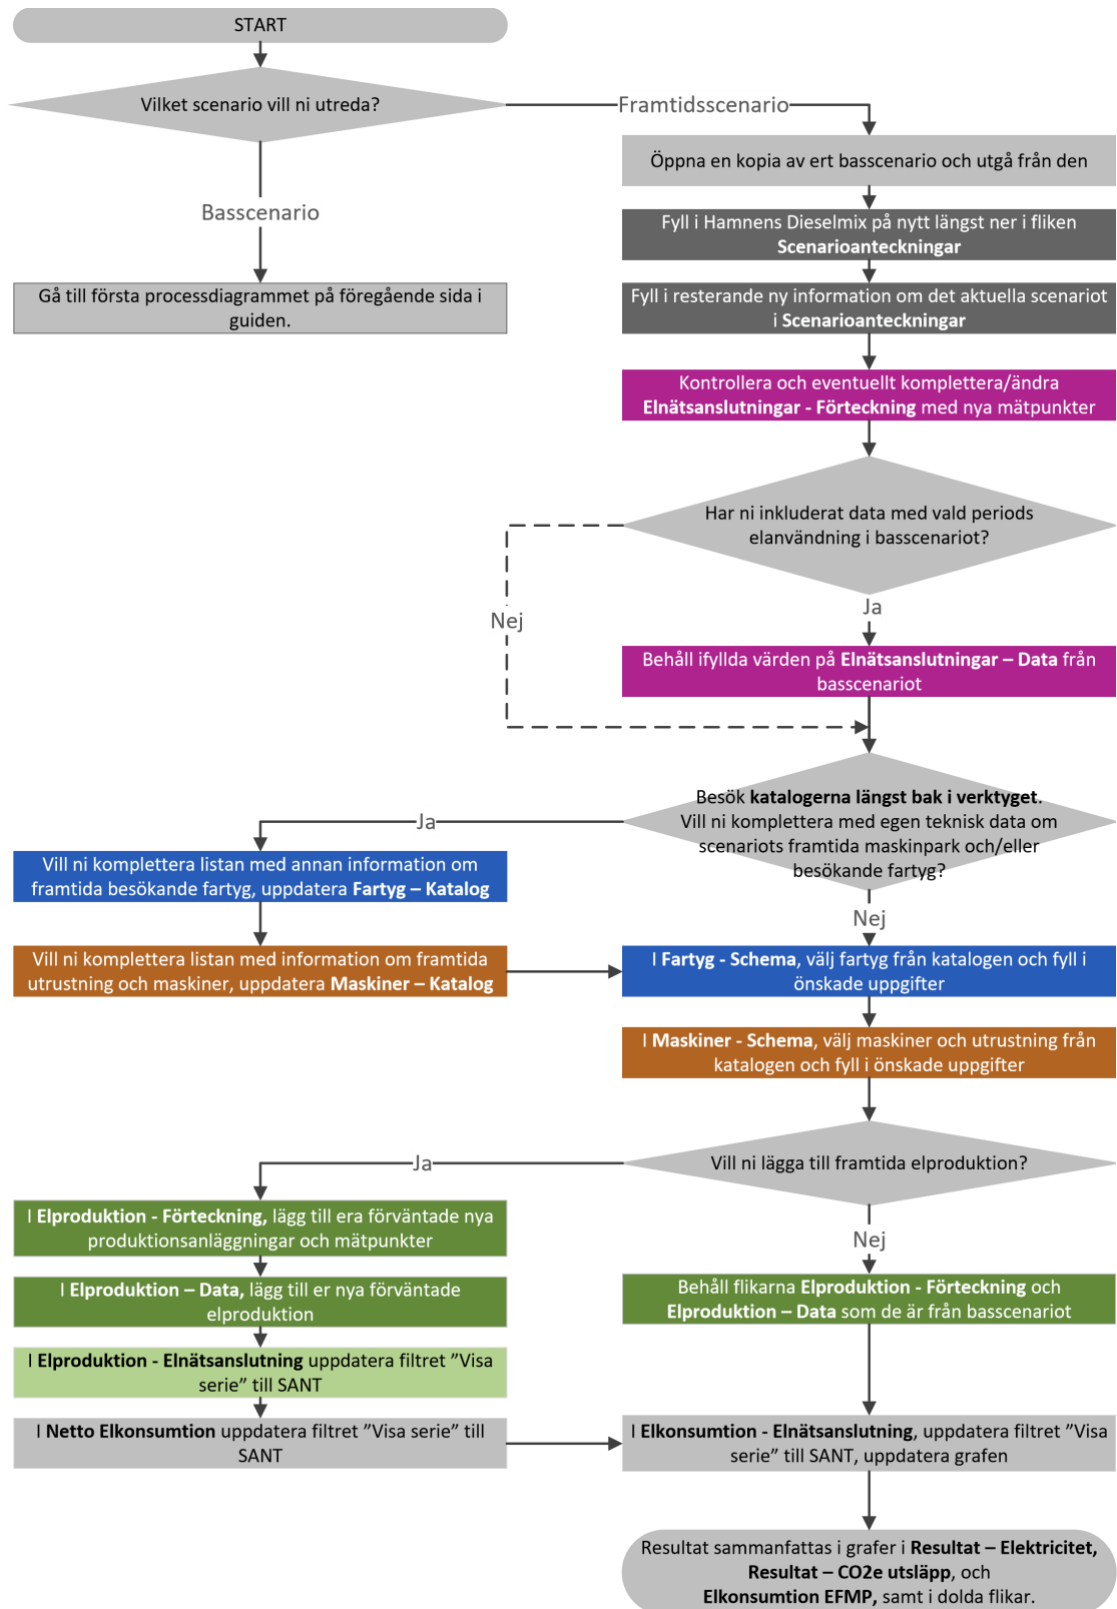 START
Vilket scenario vill ni utreda?
Framtidsscenario
Öppna en kopia av ert basscenario och utgå från den
Basscenario
Fyll i Hamnens Dieselmix på nytt längst ner i fliken
Scenarioanteckningar
Gå till första processdiagrammet på föregående sida i
guiden.
Fyll i resterande ny information om det aktuella scenariot
i Scenarioanteckningar
Kontrollera och eventuellt komplettera/ändra
Elnätsanslutningar - Förteckning med nya mätpunkter
Har ni inkluderat data med vald periods
elanvändning i basscenariot?
Ja
Nej
Behåll ifyllda värden på Elnätsanslutningar – Data från
basscenariot
Besök katalogerna längst bak i verktyget.
Vill ni komplettera med egen teknisk data om
scenariots framtida maskinpark och/eller
besökande fartyg?
Ja
Vill ni komplettera listan med annan information om
framtida besökande fartyg, uppdatera Fartyg – Katalog
Nej
Vill ni komplettera listan med information om framtida
utrustning och maskiner, uppdatera Maskiner – Katalog
I Fartyg - Schema, välj fartyg från katalogen och fyll i
önskade uppgifter
I Maskiner - Schema, välj maskiner och utrustning från
katalogen och fyll i önskade uppgifter
Vill ni lägga till framtida elproduktion?
Ja
I Elproduktion - Förteckning, lägg till era förväntade nya
produktionsanläggningar och mätpunkter
Nej
I Elproduktion – Data, lägg till er nya förväntade
elproduktion
Behåll flikarna Elproduktion - Förteckning och
Elproduktion – Data som de är från basscenariot
I Elproduktion - Elnätsanslutning uppdatera filtret ”Visa
serie” till SANT
I Netto Elkonsumtion uppdatera filtret ”Visa serie” till
SANT
I Elkonsumtion - Elnätsanslutning, uppdatera filtret ”Visa
serie” till SANT, uppdatera grafen
Resultat sammanfattas i grafer i Resultat – Elektricitet,
Resultat – CO2e utsläpp, och
Elkonsumtion EFMP, samt i dolda flikar.